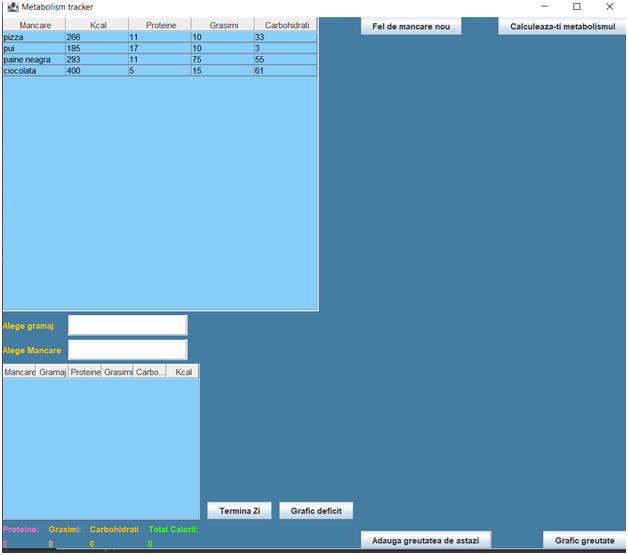 Metabolism tracker
Mancare Kcal Proteine Grasimi Carbohidrati
pizza 266 11 10 33
pui 185 17 10 3
paine neagra 293 11 75 55
ciocolata 400 5 15 61
Fel de mancare nou
Calculeaza-ti metabolismul
Alege gramaj
Alege Mancare
Mancare Gramaj Proteine Grasimi Carbo... Kcal
Termina Zi
Grafic deficit
Proteine: Grasimi: Carbohidrati Total Calorii:
0 0 0 0
Adauga greutatea de astazi
Grafic greutate